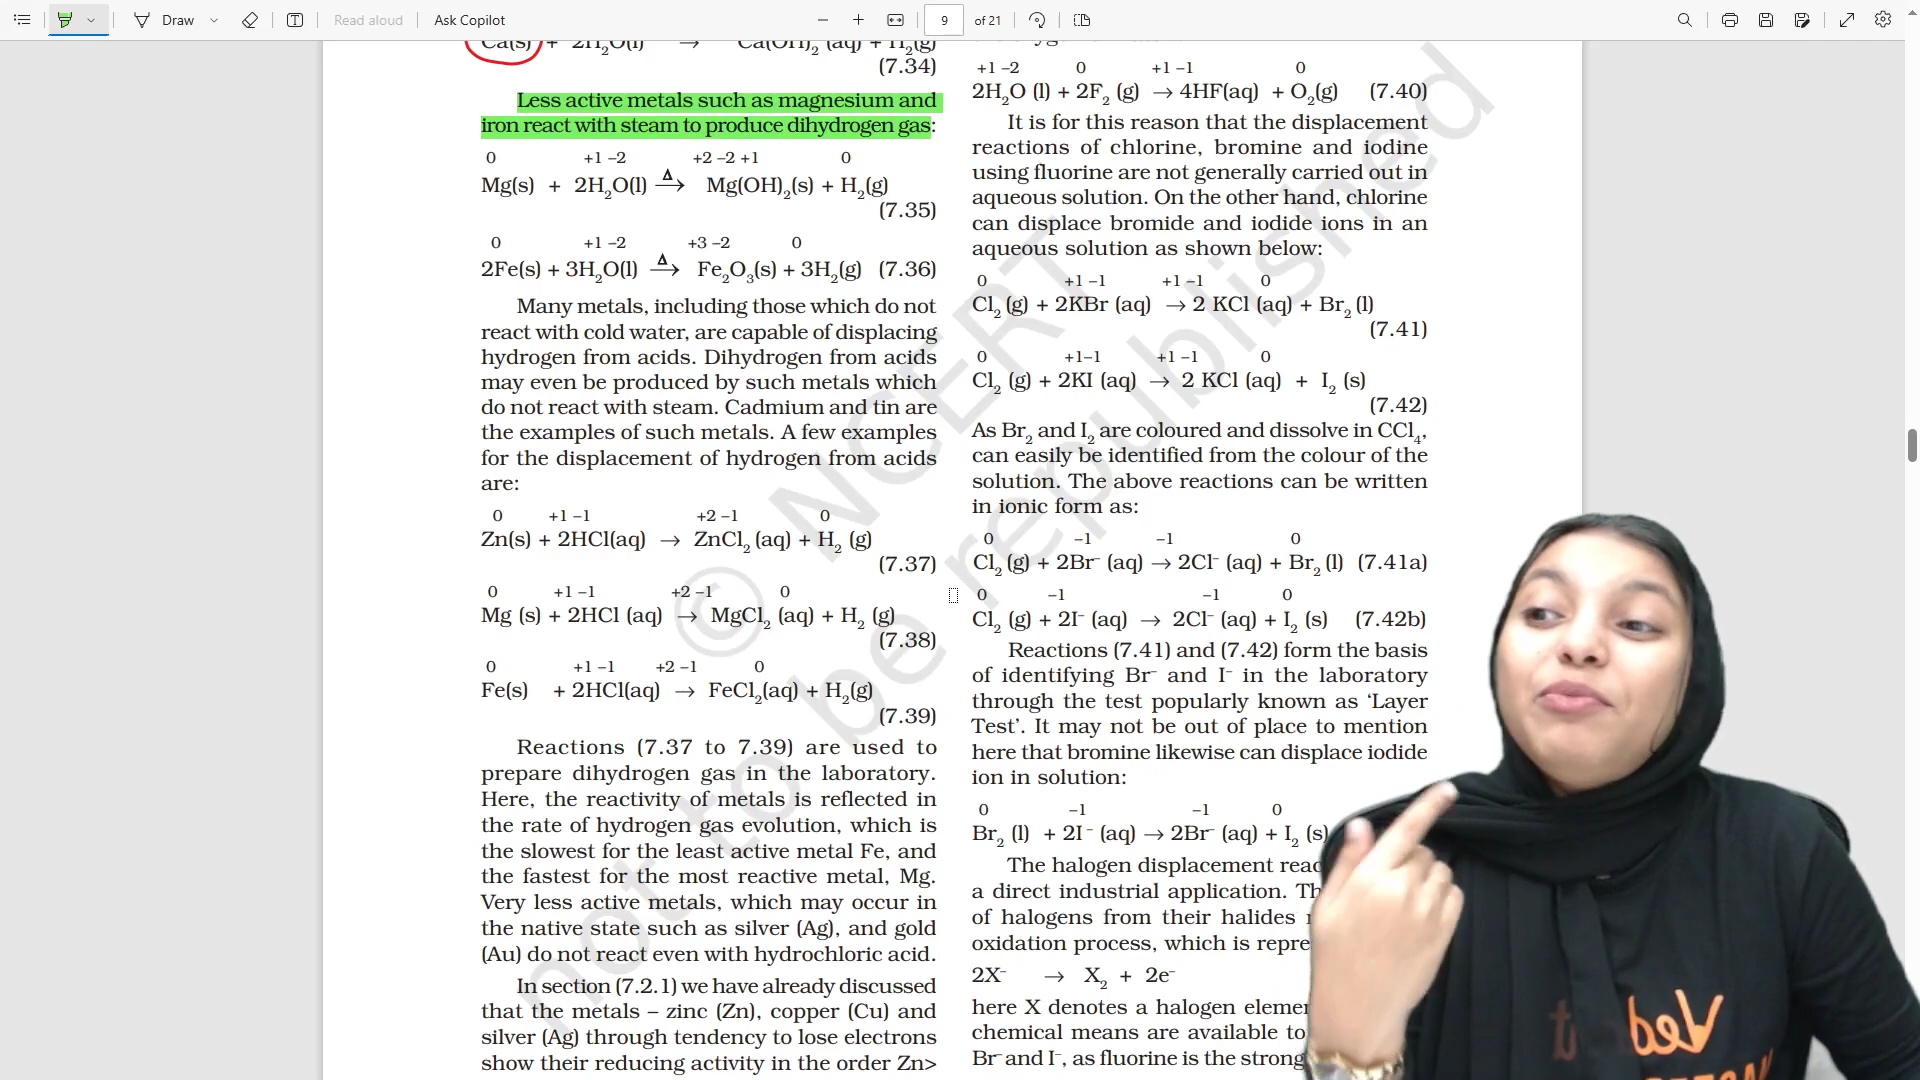 Draw
Read aloud
Ask Copilot
9
of 21
Ca(s) + 2H₂O(l) → Ca(OH)₂ (aq) + H₂(g)
(7.34)
Less active metals such as magnesium and
iron react with steam to produce dihydrogen gas:
0 +1 –2 +2 –2 +1 0
Mg(s) + 2H₂O(l) Δ→ Mg(OH)₂(s) + H₂(g)
(7.35)
0 +1 –2 +3 –2 0
2Fe(s) + 3H₂O(l) Δ→ Fe₂O₃(s) + 3H₂(g) (7.36)
Many metals, including those which do not
react with cold water, are capable of displacing
hydrogen from acids. Dihydrogen from acids
may even be produced by such metals which
do not react with steam. Cadmium and tin are
the examples of such metals. A few examples
for the displacement of hydrogen from acids
are:
0 +1 –1 +2 –1 0
Zn(s) + 2HCl(aq) → ZnCl₂ (aq) + H₂ (g)
(7.37)
0 +1 –1 +2 –1 0
Mg (s) + 2HCl (aq) → MgCl₂ (aq) + H₂ (g)
(7.38)
0 +1 –1 +2 –1 0
Fe(s) + 2HCl(aq) → FeCl₂(aq) + H₂(g)
(7.39)
Reactions (7.37 to 7.39) are used to
prepare dihydrogen gas in the laboratory.
Here, the reactivity of metals is reflected in
the rate of hydrogen gas evolution, which is
the slowest for the least active metal Fe, and
the fastest for the most reactive metal, Mg.
Very less active metals, which may occur in
the native state such as silver (Ag), and gold
(Au) do not react even with hydrochloric acid.
In section (7.2.1) we have already discussed
that the metals – zinc (Zn), copper (Cu) and
silver (Ag) through tendency to lose electrons
show their reducing activity in the order Zn>
+1 –2 0 +1 –1 0
2H₂O (l) + 2F₂ (g) → 4HF(aq) + O₂(g) (7.40)
It is for this reason that the displacement
reactions of chlorine, bromine and iodine
using fluorine are not generally carried out in
aqueous solution. On the other hand, chlorine
can displace bromide and iodide ions in an
aqueous solution as shown below:
0 +1 –1 +1 –1 0
Cl₂ (g) + 2KBr (aq) → 2 KCl (aq) + Br₂ (l)
(7.41)
0 +1–1 +1 –1 0
Cl₂ (g) + 2KI (aq) → 2 KCl (aq) + I₂ (s)
(7.42)
As Br₂ and I₂ are coloured and dissolve in CCl₄,
can easily be identified from the colour of the
solution. The above reactions can be written
in ionic form as:
0 –1 –1 0
Cl₂ (g) + 2Br⁻ (aq) → 2Cl⁻ (aq) + Br₂ (l) (7.41a)
0 –1 –1 0
Cl₂ (g) + 2I⁻ (aq) → 2Cl⁻ (aq) + I₂ (s) (7.42b)
Reactions (7.41) and (7.42) form the basis
of identifying Br⁻ and I⁻ in the laboratory
through the test popularly known as ‘Layer
Test’. It may not be out of place to mention
here that bromine likewise can displace iodide
ion in solution:
0 –1 –1 0
Br₂ (l) + 2I⁻ (aq) → 2Br⁻ (aq) + I₂ (s)
The halogen displacement
a direct industrial application.
of halogens from their halides
oxidation process, which is
2X⁻ → X₂ + 2e⁻
here X denotes a halogen
chemical means are available to
Br⁻ and I⁻, as fluorine is the
© NCERT
not to be republished
Ved